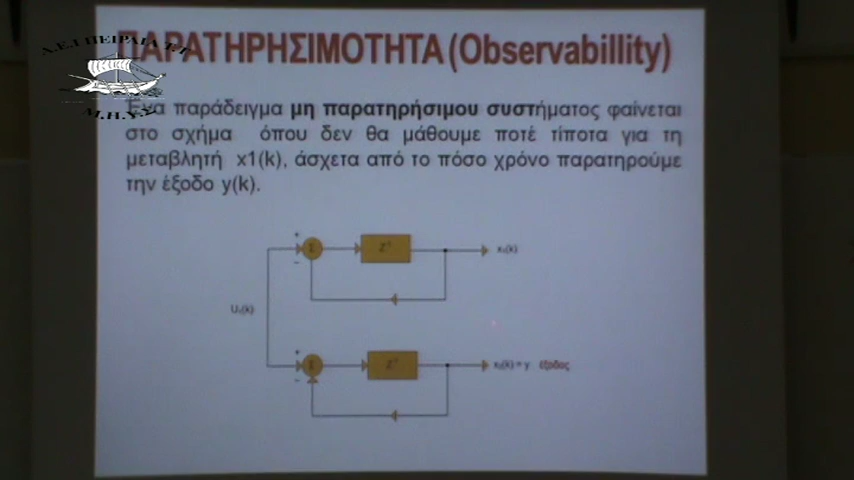 Α.Ε.Ι ΠΕΙΡΑΙΑ Τ.Τ
Μ.Η.Υ.Σ
ΠΑΡΑΤΗΡΗΣΙΜΟΤΗΤΑ (Observabillity)
Ένα παράδειγμα μη παρατηρήσιμου συστήματος φαίνεται
στο σχήμα όπου δεν θα μάθουμε ποτέ τίποτα για τη
μεταβλητή x1(k), άσχετα από το πόσο χρόνο παρατηρούμε
την έξοδο y(k).
+
Σ
x₁(k)
−
+
Σ
x₂(k) = y έξοδος
−